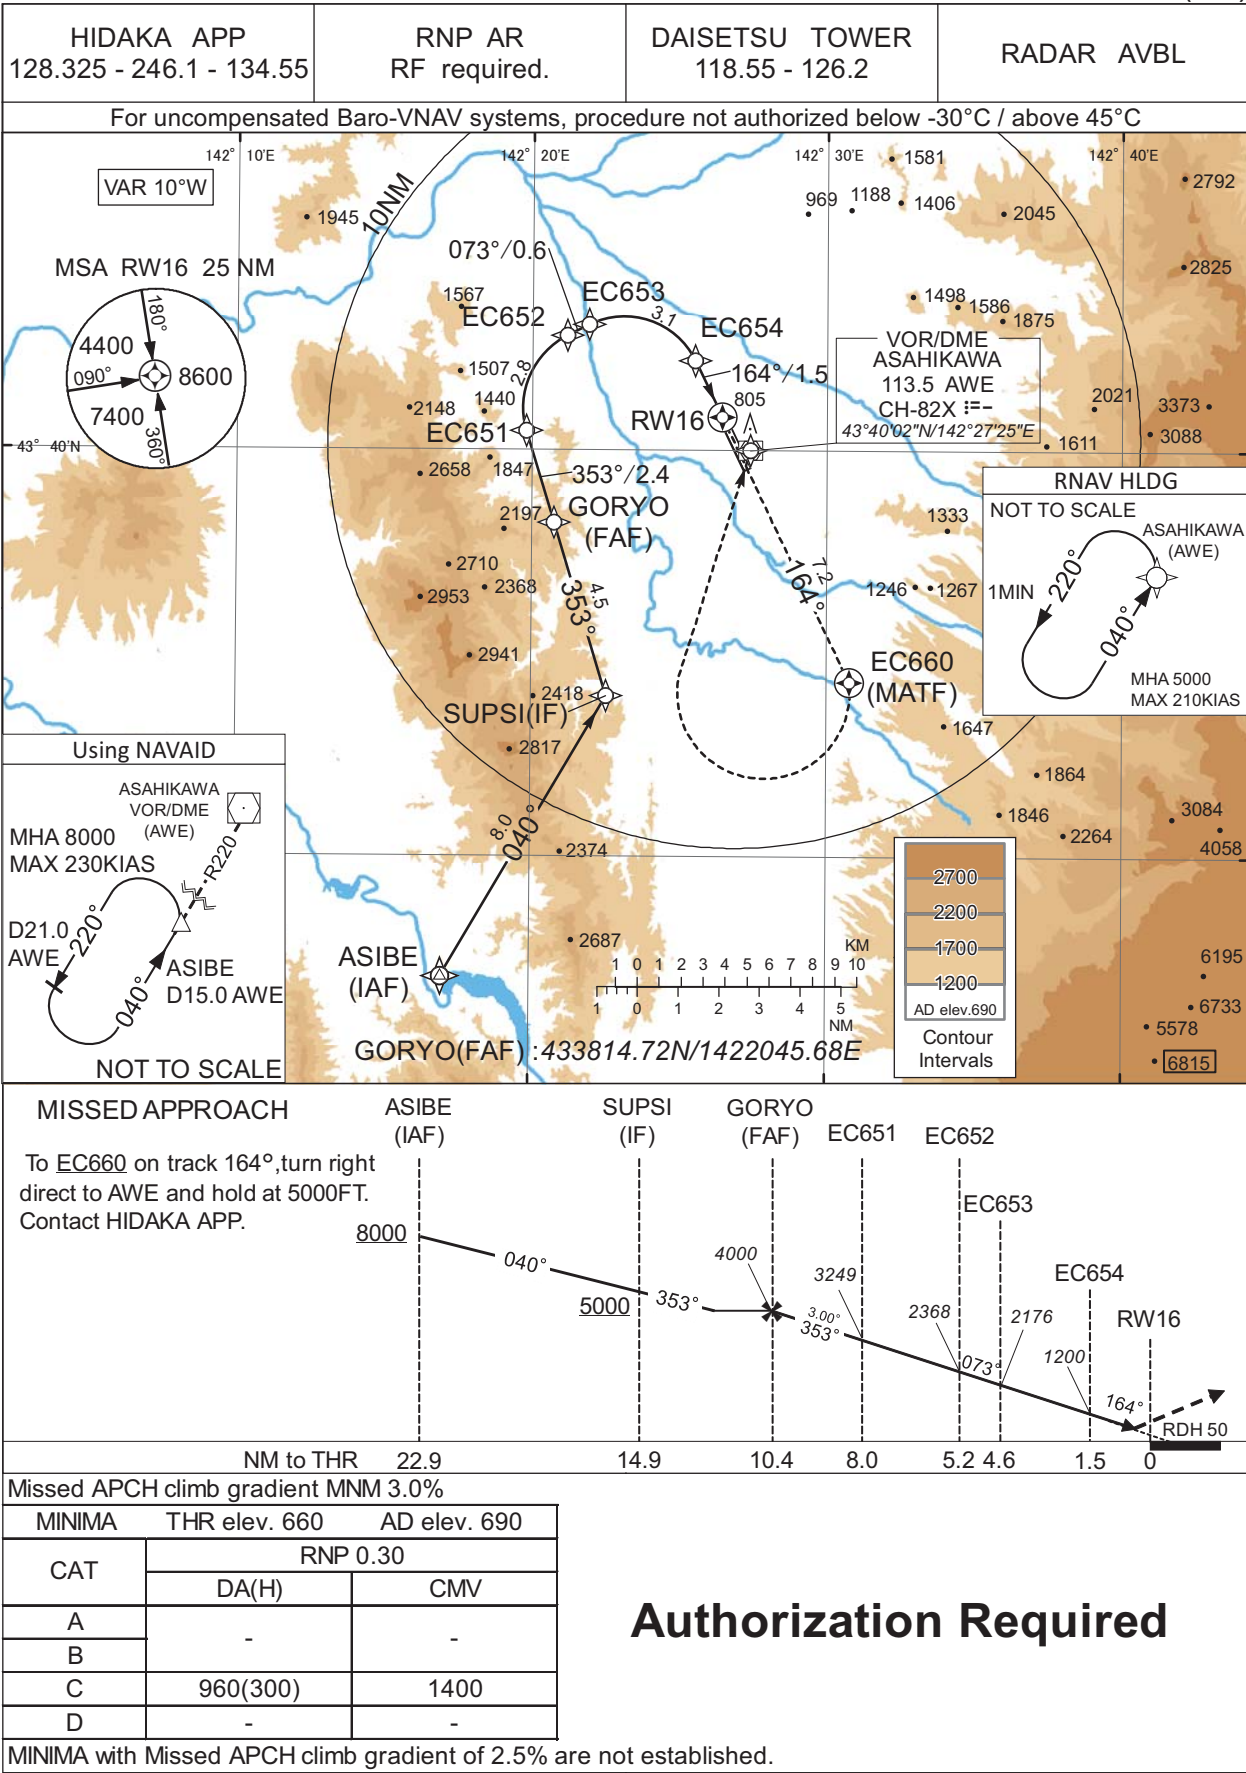 HIDAKA APP
128.325 - 246.1 - 134.55
RNP AR
RF required.
DAISETSU TOWER
118.55 - 126.2
RADAR AVBL
For uncompensated Baro-VNAV systems, procedure not authorized below -30°C / above 45°C
142° 10'E
142° 20'E
142° 30'E
142° 40'E
VAR 10°W
10NM
1945
1581
969
1188
1406
2045
2792
2825
073°/0.6
MSA RW16 25 NM
180°
4400
090°
8600
7400
360°
1567
EC652
EC653
3.1
EC654
1498
1586
1875
VOR/DME
ASAHIKAWA
113.5 AWE
CH-82X
43°40'02"N/142°27'25"E
164°/1.5
805
RW16
1507
2.8
1440
2148
EC651
2021
3373
3088
1611
43° 40'N
2658
1847
353°/2.4
GORYO
(FAF)
2197
2710
2368
2953
4.5
353°
2941
2418
SUPSI(IF)
2817
7.2
164°
1333
1246
1267
EC660
(MATF)
1647
1864
1846
2264
3084
4058
RNAV HLDG
NOT TO SCALE
ASAHIKAWA
(AWE)
220°
1MIN
040°
MHA 5000
MAX 210KIAS
Using NAVAID
ASAHIKAWA
VOR/DME
(AWE)
MHA 8000
MAX 230KIAS
R220
D21.0
AWE
220°
040°
ASIBE
D15.0 AWE
NOT TO SCALE
8.0
040°
2374
2687
ASIBE
(IAF)
KM
1 0 1 2 3 4 5 6 7 8 9 10
1 0 1 2 3 4 5
NM
GORYO(FAF) :433814.72N/1422045.68E
2700
2200
1700
1200
AD elev.690
Contour
Intervals
6195
6733
5578
6815
MISSED APPROACH
To EC660 on track 164°,turn right
direct to AWE and hold at 5000FT.
Contact HIDAKA APP.
ASIBE
(IAF)
SUPSI
(IF)
GORYO
(FAF)
EC651
EC652
EC653
EC654
RW16
8000
040°
5000
353°
4000
3.00°
353°
3249
2368
073°
2176
1200
164°
RDH 50
NM to THR 22.9 14.9 10.4 8.0 5.2 4.6 1.5 0
Missed APCH climb gradient MNM 3.0%
MINIMA THR elev. 660 AD elev. 690
CAT
RNP 0.30
DA(H) CMV
A
B
- -
C 960(300) 1400
D - -
MINIMA with Missed APCH climb gradient of 2.5% are not established.
Authorization Required